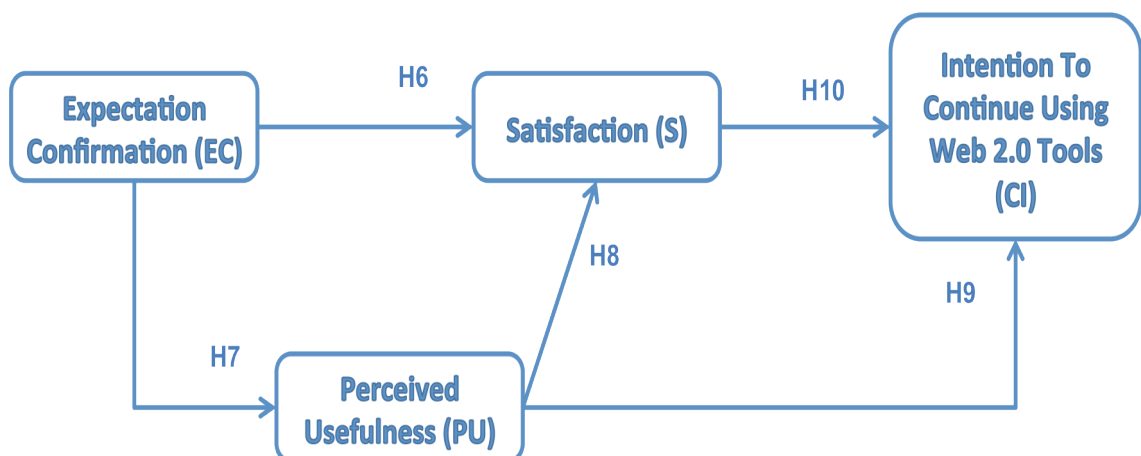 Expectation
Confirmation (EC)
H6
Satisfaction (S)
H10
Intention To
Continue Using
Web 2.0 Tools
(CI)
H8
H9
H7
Perceived
Usefulness (PU)